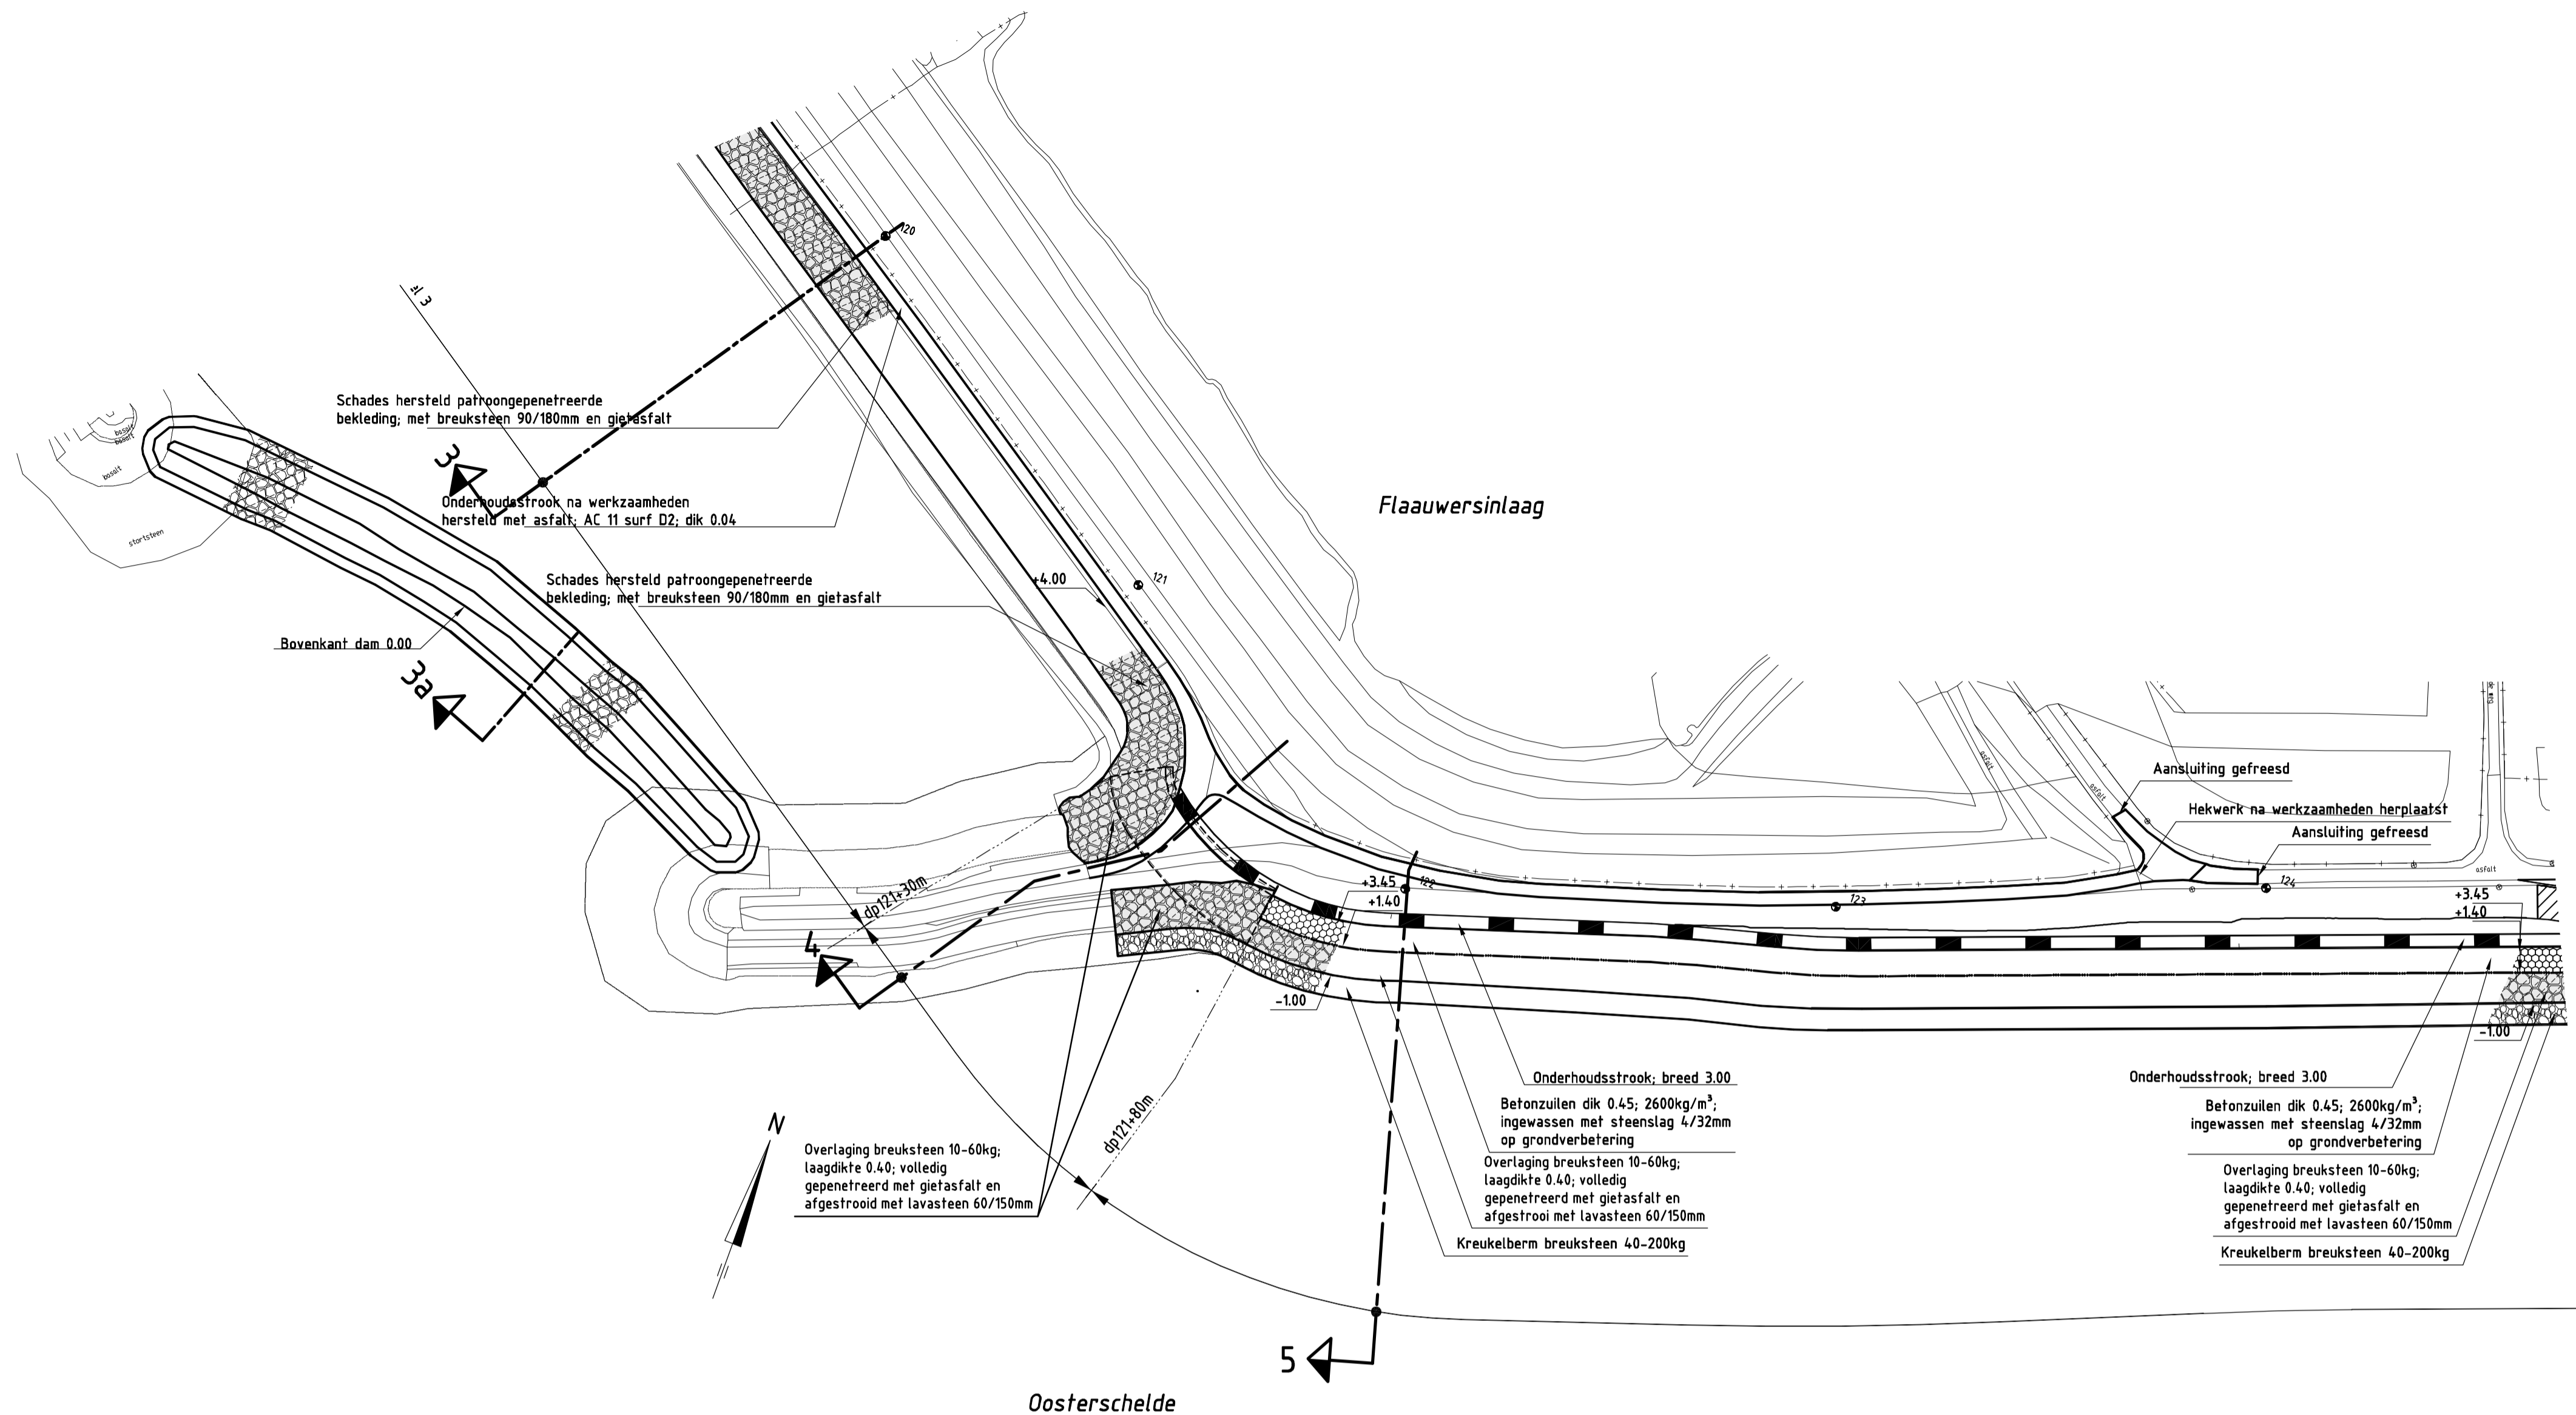 120
al 3
Schades hersteld patroongepenetreerde
bekleding; met breuksteen 90/180mm en gietasfalt
basalt
basalt
basalt
3
Onderhoudsstrook na werkzaamheden
hersteld met asfalt; AC 11 surf D2; dik 0.04
Flaauwersinlaag
stortsteen
Schades hersteld patroongepenetreerde
bekleding; met breuksteen 90/180mm en gietasfalt
+4.00
121
Bovenkant dam 0.00
3a
asfalt
asfalt
Aansluiting gefreesd
Hekwerk na werkzaamheden herplaatst
Aansluiting gefreesd
asfalt
dp121+30m
+3.45
+1.40
122
123
124
+3.45
+1.40
4
-1.00
-1.00
Onderhoudsstrook; breed 3.00
Betonzuilen dik 0.45; 2600kg/m³;
ingewassen met steenslag 4/32mm
op grondverbetering
Overlaging breuksteen 10-60kg;
laagdikte 0.40; volledig
gepenetreerd met gietasfalt en
afgestrooi met lavasteen 60/150mm
Kreukelberm breuksteen 40-200kg
Onderhoudsstrook; breed 3.00
Betonzuilen dik 0.45; 2600kg/m³;
ingewassen met steenslag 4/32mm
op grondverbetering
Overlaging breuksteen 10-60kg;
laagdikte 0.40; volledig
gepenetreerd met gietasfalt en
afgestrooid met lavasteen 60/150mm
Kreukelberm breuksteen 40-200kg
dp121+80m
N
Overlaging breuksteen 10-60kg;
laagdikte 0.40; volledig
gepenetreerd met gietasfalt en
afgestrooid met lavasteen 60/150mm
5
Oosterschelde